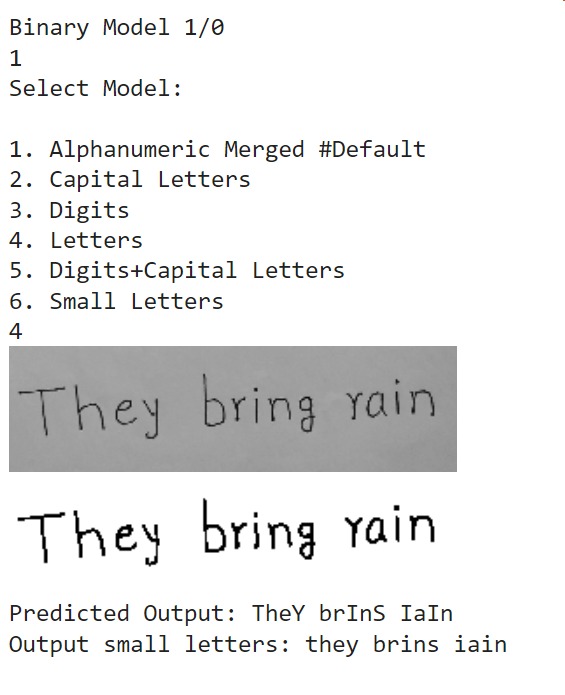 Binary Model 1/0
1
Select Model:
1. Alphanumeric Merged #Default
2. Capital Letters
3. Digits
4. Letters
5. Digits+Capital Letters
6. Small Letters
4
They bring rain
They bring rain
Predicted Output: TheY brInS IaIn
Output small letters: they brins iain